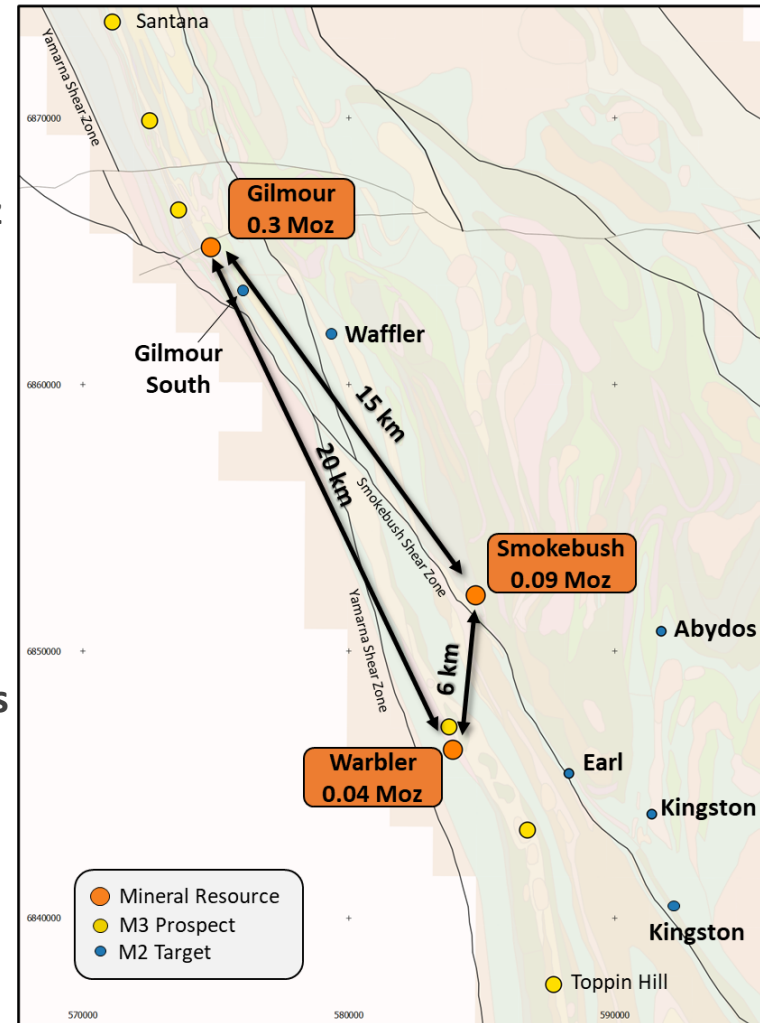 Santana
Yamarna Shear Zone
6870000
Gilmour
0.3 Moz
Waffler
Gilmour
South
6860000
15 km
20 km
Smokebush Shear Zone
Smokebush
0.09 Moz
Yamarna Shear Zone
Abydos
6850000
6 km
s
Warbler
0.04 Moz
Earl
Kingston
Mineral Resource
M3 Prospect
M2 Target
6840000
Kingston
Toppin Hill
570000
580000
590000